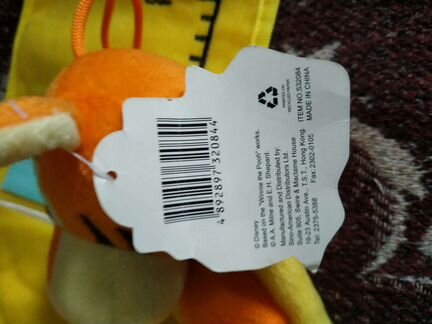 PRINTED ON
RECYCLED PAPER
ITEM NO.S32084
MADE IN CHINA
4 892897 320844
© Disney
Based on the "Winnie the Pooh" works.
© A.A. Milne and E.H. Shepard.
Manufactured and Distributed by:
Sino-American Distributors Ltd.
Suite 905, Swire & Maclaine House
19-23 Austin Ave., T.S.T., Hong Kong.
Tel: 2375-5388 Fax: 2302-0105